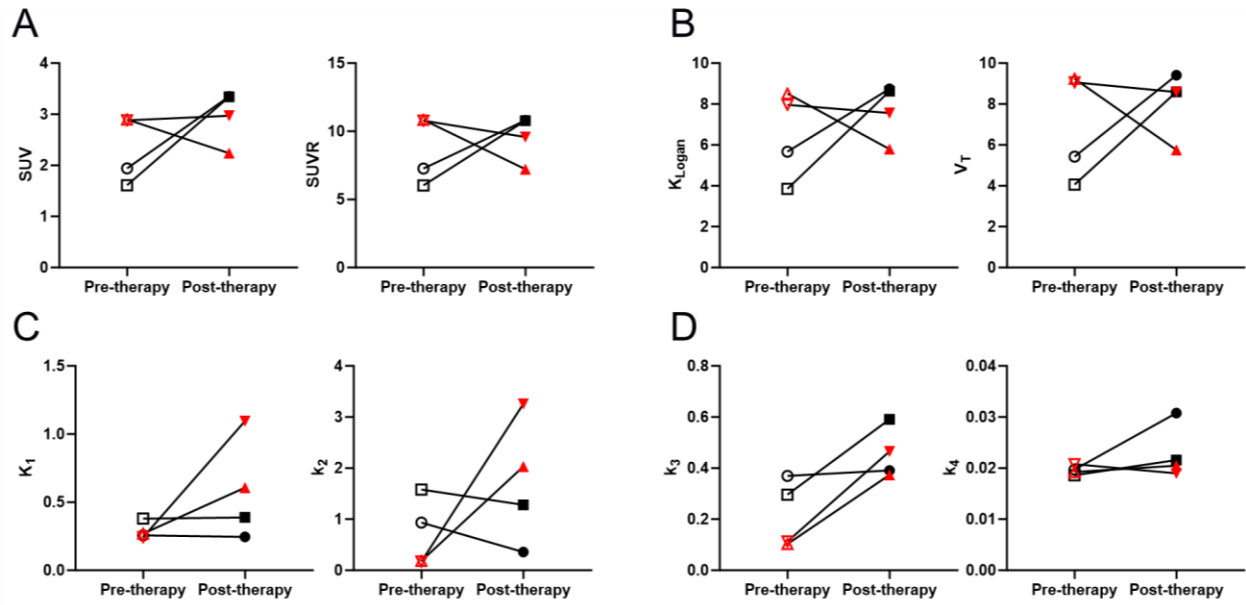 A
B
SUV
4
3
2
1
0
Pre-therapy Post-therapy
SUVR
15
10
5
0
Pre-therapy Post-therapy
K_Logan
10
8
6
4
2
0
Pre-therapy Post-therapy
V_T
10
8
6
4
2
0
Pre-therapy Post-therapy
C
D
K₁
1.5
1.0
0.5
0.0
Pre-therapy Post-therapy
k₂
4
3
2
1
0
Pre-therapy Post-therapy
k₃
0.8
0.6
0.4
0.2
0.0
Pre-therapy Post-therapy
k₄
0.04
0.03
0.02
0.01
0.00
Pre-therapy Post-therapy